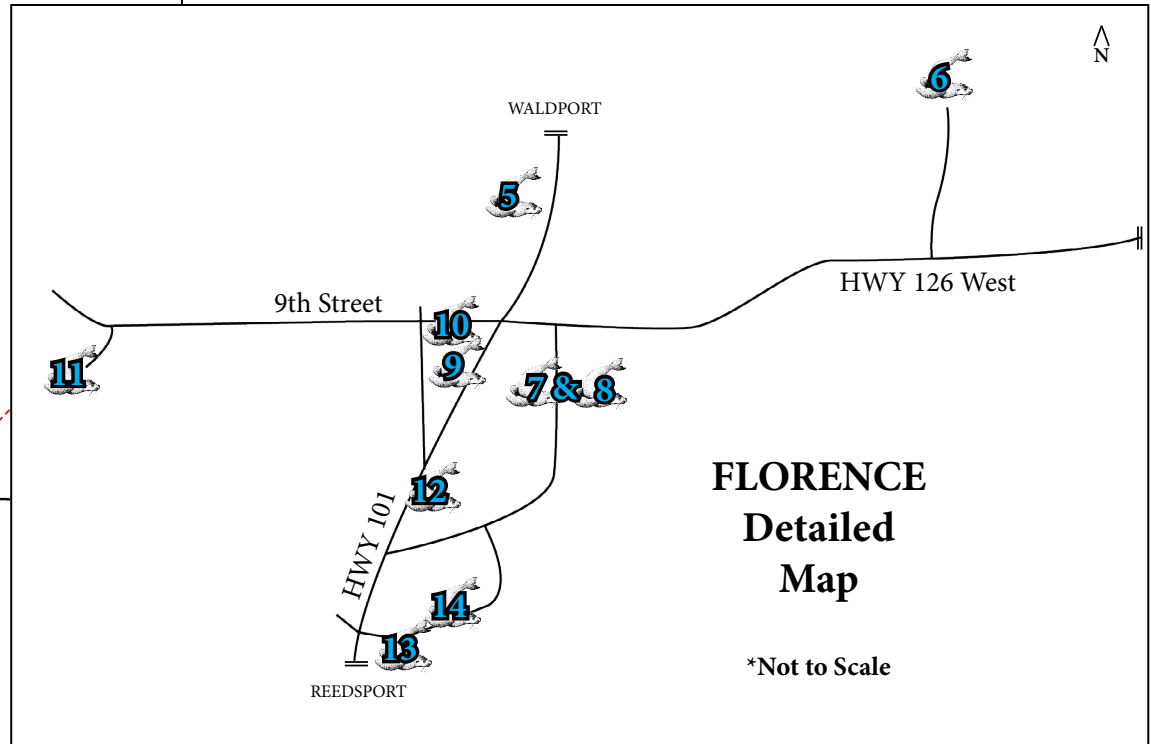 N
6
WALDPORT
5
HWY 126 West
9th Street
10
9
11
7 & 8
FLORENCE
Detailed
Map
12
HWY 101
14
13
*Not to Scale
REEDSPORT